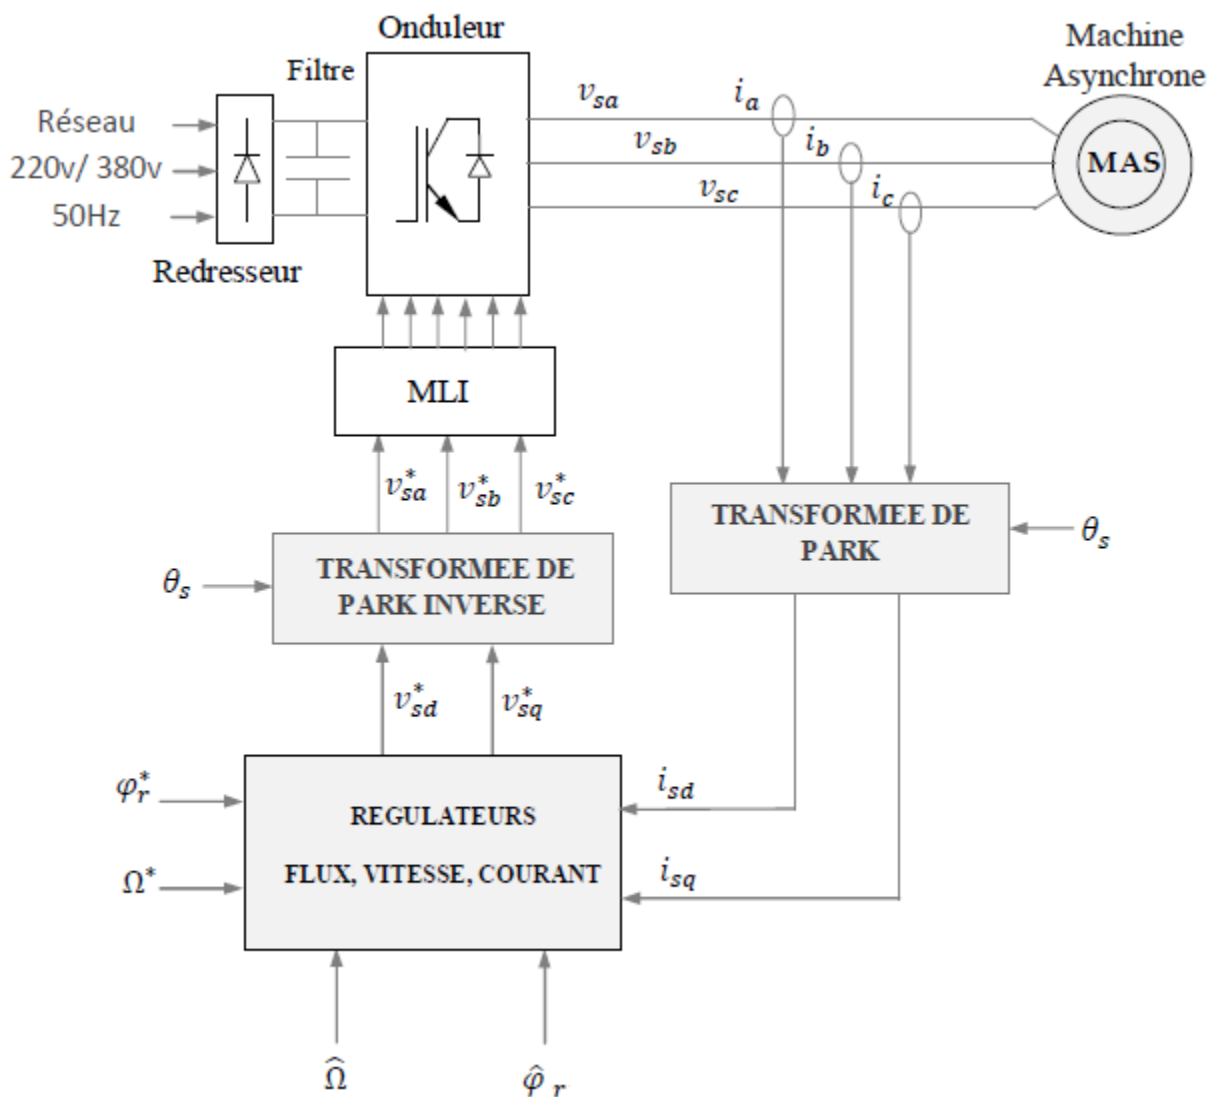 Onduleur
Machine
Asynchrone
Filtre
Réseau
220v/ 380v
50Hz
Redresseur
v_sa
i_a
v_sb
i_b
v_sc
i_c
MAS
MLI
v*_sa
v*_sb
v*_sc
TRANSFORMEE DE
PARK
θ_s
θ_s
TRANSFORMEE DE
PARK INVERSE
v*_sd
v*_sq
φ*_r
Ω*
REGULATEURS
FLUX, VITESSE, COURANT
i_sd
i_sq
Ω̂
φ̂_r